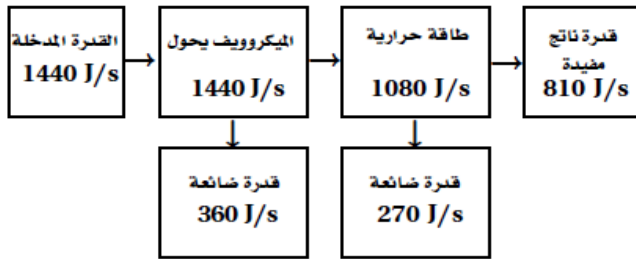 القدرة المدخلة
1440 J/s
الميكروويف يحول
1440 J/s
طاقة حرارية
1080 J/s
قدرة ناتج
مفيدة
810 J/s
قدرة ضائعة
360 J/s
قدرة ضائعة
270 J/s